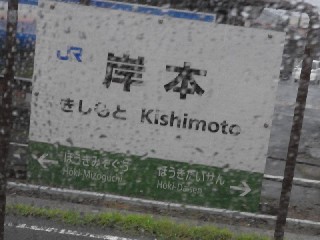 JR
岸本
きしもと Kishimoto
ほうきみぞぐち ほうきだいせん
Hoki-Mizoguchi Hoki-Daisen